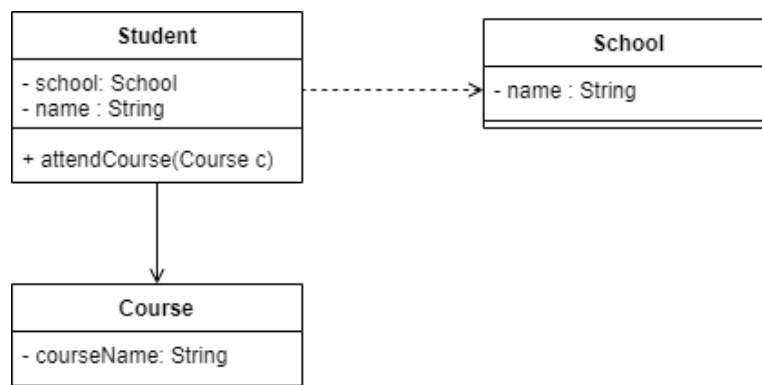 Student
- school: School
- name : String
+ attendCourse(Course c)
School
- name : String
Course
- courseName: String